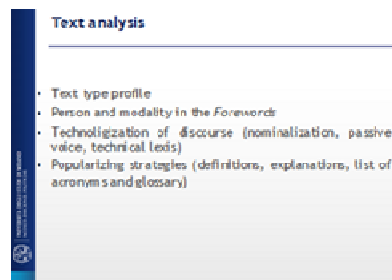 Text analysis
• Text type profile
• Person and modality in the Forewords
• Technoligization of discourse (nominalization, passive
voice, technical lexis)
• Popularizing strategies (definitions, explanations, list of
acronyms and glossary)